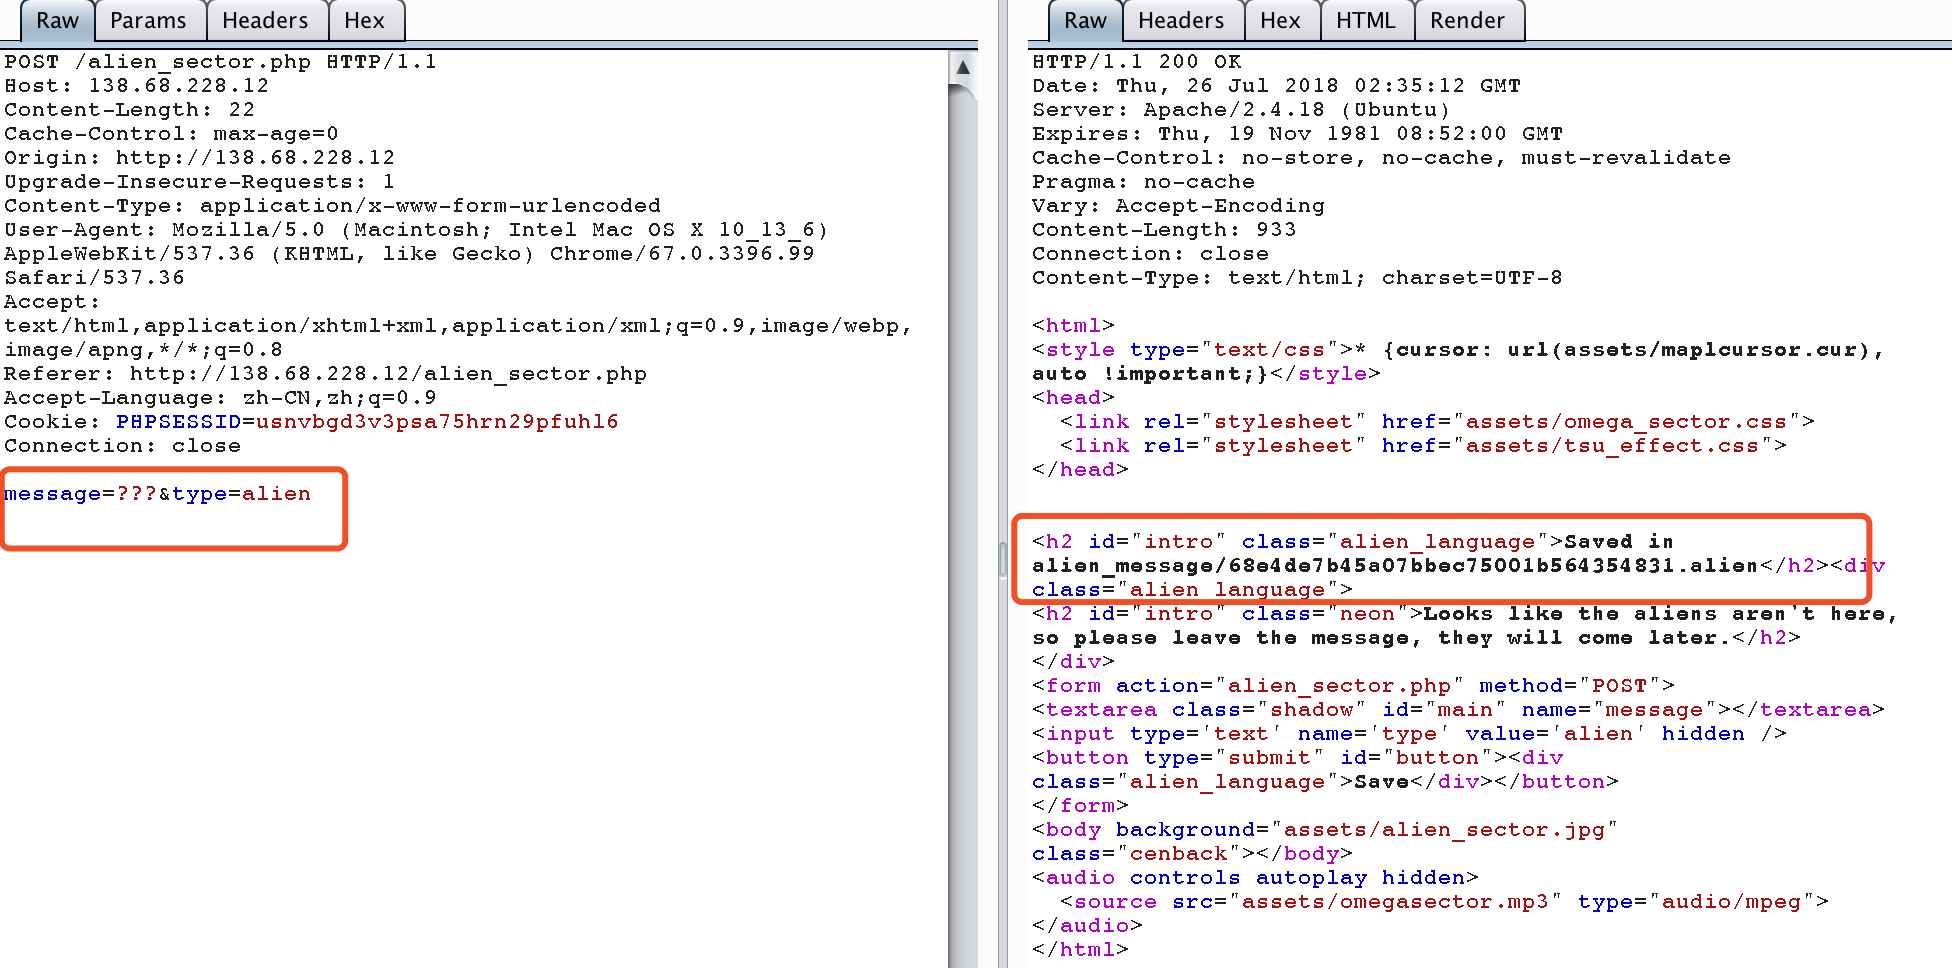 Raw Params Headers Hex
POST /alien_sector.php HTTP/1.1
Host: 138.68.228.12
Content-Length: 22
Cache-Control: max-age=0
Origin: http://138.68.228.12
Upgrade-Insecure-Requests: 1
Content-Type: application/x-www-form-urlencoded
User-Agent: Mozilla/5.0 (Macintosh; Intel Mac OS X 10_13_6)
AppleWebKit/537.36 (KHTML, like Gecko) Chrome/67.0.3396.99
Safari/537.36
Accept:
text/html,application/xhtml+xml,application/xml;q=0.9,image/webp,
image/apng,*/*;q=0.8
Referer: http://138.68.228.12/alien_sector.php
Accept-Language: zh-CN,zh;q=0.9
Cookie: PHPSESSID=usnvbgd3v3psa75hrn29pfuhl6
Connection: close
message=???&type=alien
Raw Headers Hex HTML Render
HTTP/1.1 200 OK
Date: Thu, 26 Jul 2018 02:35:12 GMT
Server: Apache/2.4.18 (Ubuntu)
Expires: Thu, 19 Nov 1981 08:52:00 GMT
Cache-Control: no-store, no-cache, must-revalidate
Pragma: no-cache
Vary: Accept-Encoding
Content-Length: 933
Connection: close
Content-Type: text/html; charset=UTF-8
<html>
<style type="text/css">* {cursor: url(assets/maplcursor.cur),
auto !important;}</style>
<head>
<link rel="stylesheet" href="assets/omega_sector.css">
<link rel="stylesheet" href="assets/tsu_effect.css">
</head>
<h2 id="intro" class="alien_language">Saved in
alien_message/68e4de7b45a07bbec75001b564354831.alien</h2><div
class="alien_language">
<h2 id="intro" class="neon">Looks like the aliens aren't here,
so please leave the message, they will come later.</h2>
</div>
<form action="alien_sector.php" method="POST">
<textarea class="shadow" id="main" name="message"></textarea>
<input type='text' name='type' value='alien' hidden />
<button type="submit" id="button"><div
class="alien_language">Save</div></button>
</form>
<body background="assets/alien_sector.jpg"
class="cenback"></body>
<audio controls autoplay hidden>
<source src="assets/omegasector.mp3" type="audio/mpeg">
</audio>
</html>